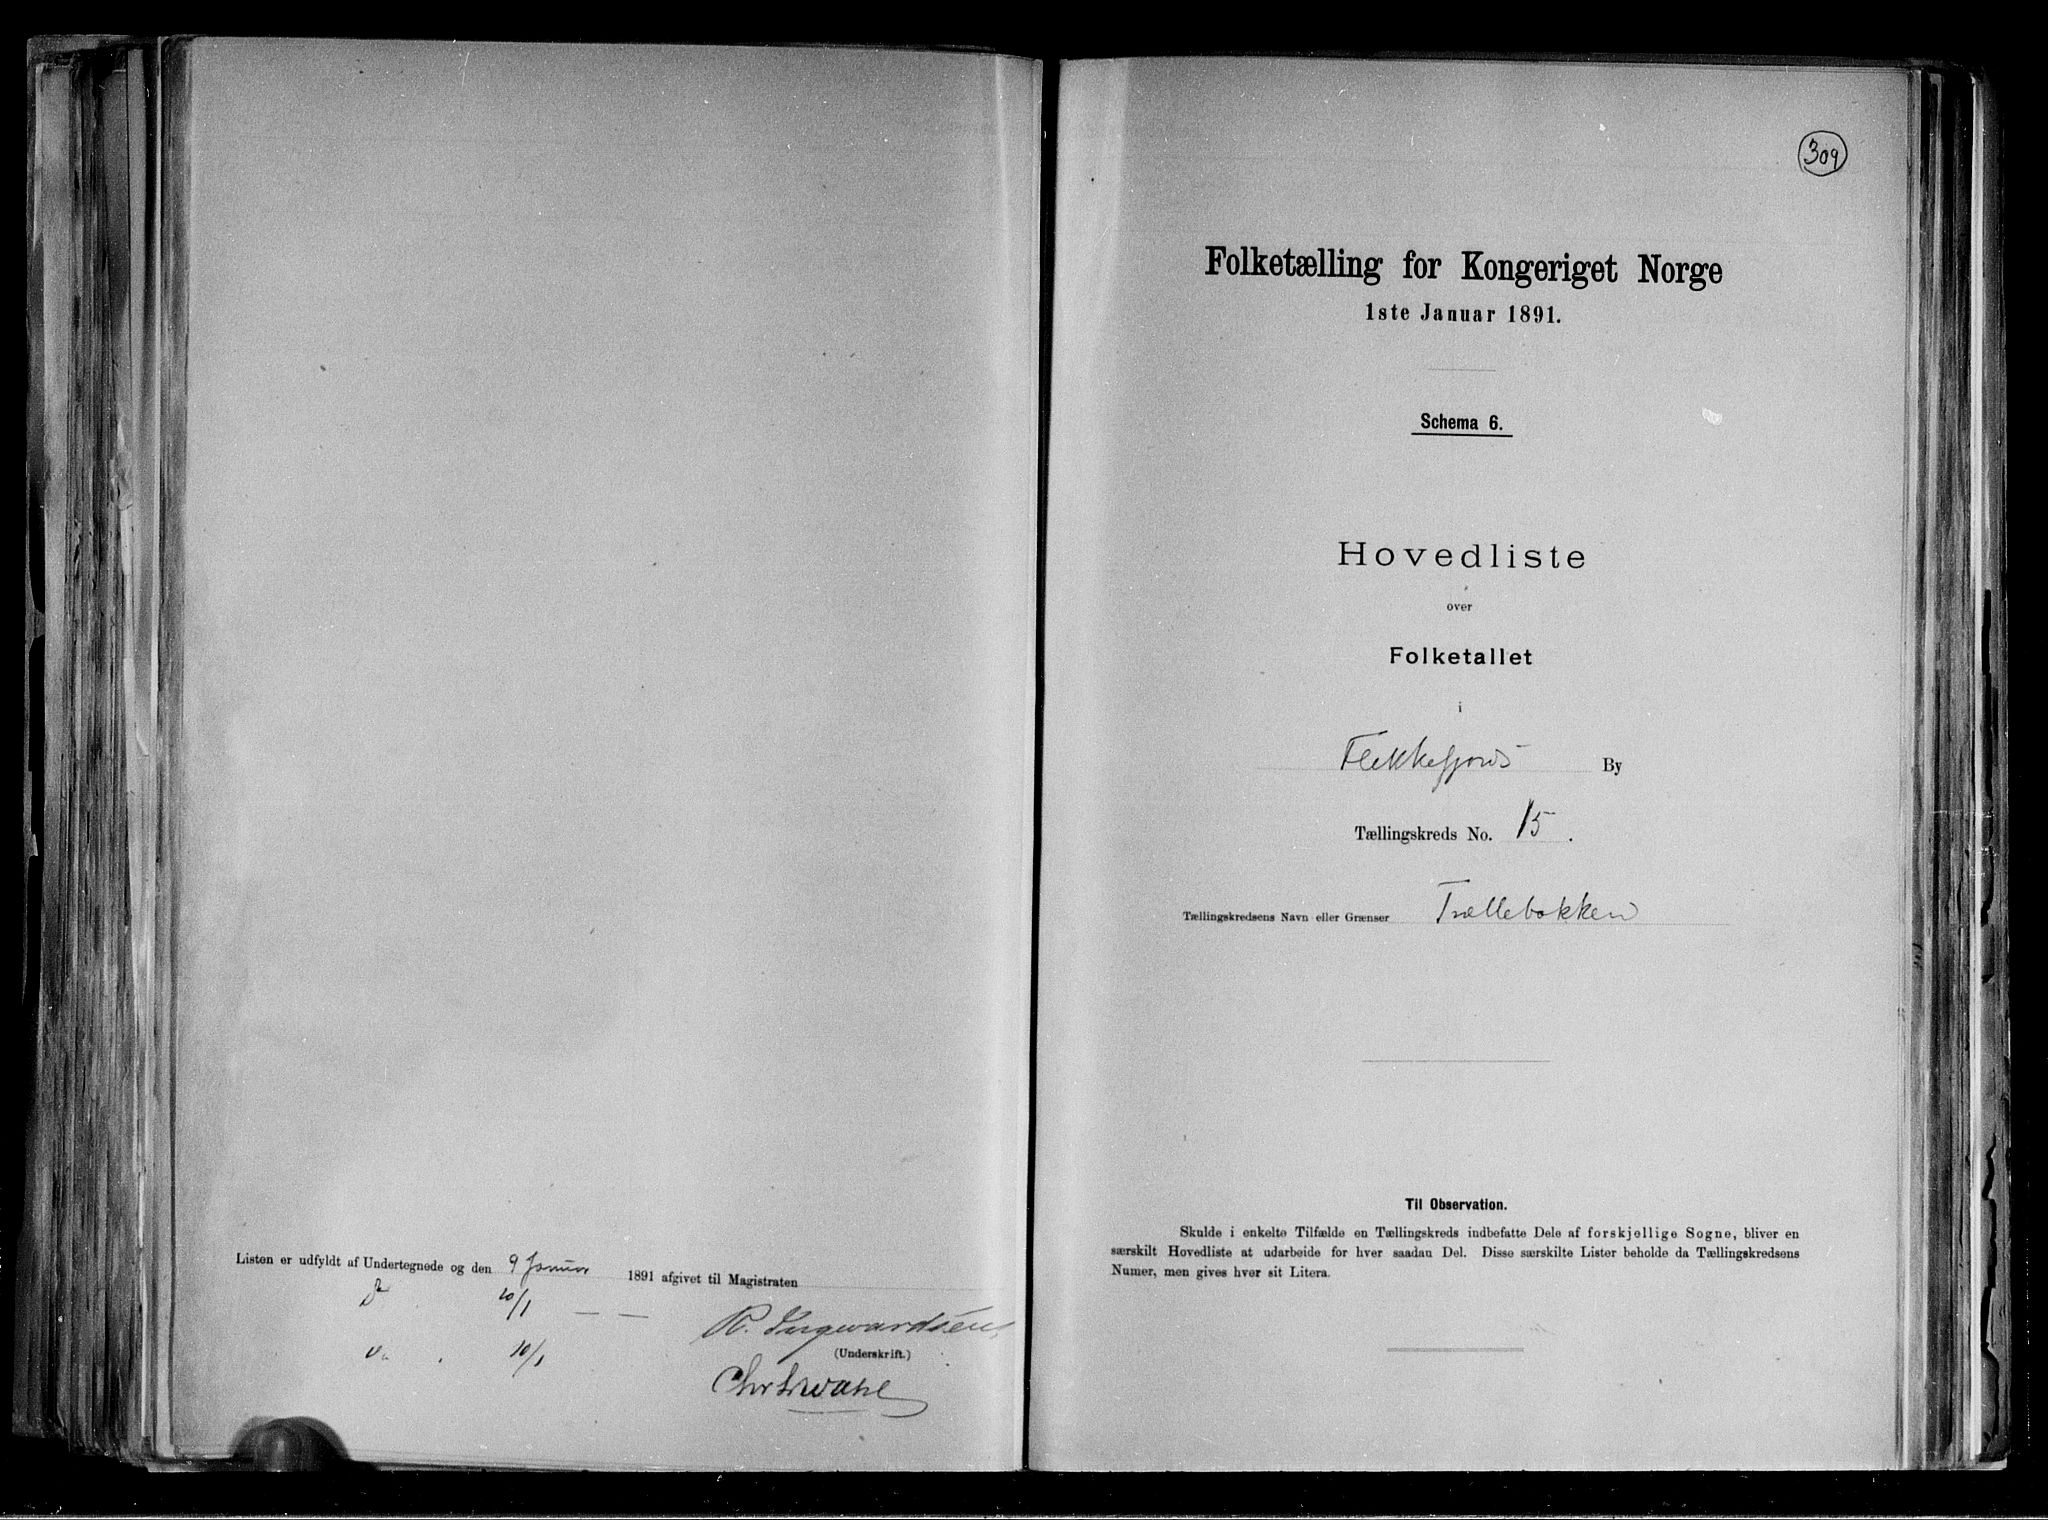 Listen er udfyldt af Undertegnede og den 9 Januar 1891 afgivet til Magistraten
10/1 — —
10/1
(Underskrift.)
309
Folketælling for Kongeriget Norge
1ste Januar 1891.
Schema 6.
Hovedliste
over
Folketallet
i
Flekkefjords By
Tællingskreds No. 15.
Tællingskredsens Navn eller Grænser Trællebakken
Til Observation.
Skulde i enkelte Tilfælde en Tællingskreds indbefatte Dele af forskjellige Sogne, bliver en
særskilt Hovedliste at udarbeide for hver saadan Del. Disse særskilte Lister beholde da Tællingskredsens
Numer, men gives hver sit Litera.